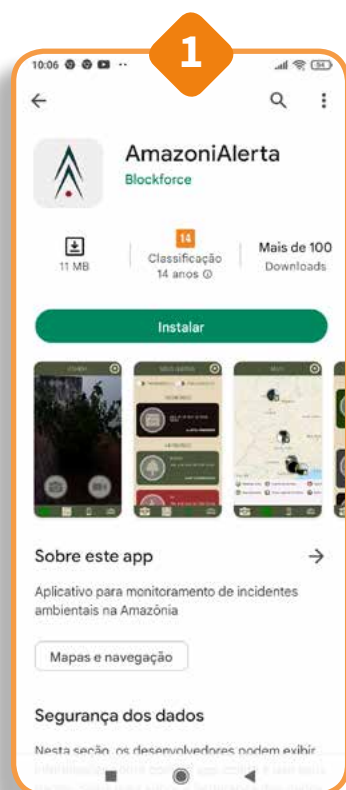 1
10:06
54
AmazoniAlerta
Blockforce
11 MB
14
Classificação
14 anos
Mais de 100
Downloads
Instalar
Sobre este app
Aplicativo para monitoramento de incidentes
ambientais na Amazônia
Mapas e navegação
Segurança dos dados
Nesta seção, os desenvolvedores podem exibir